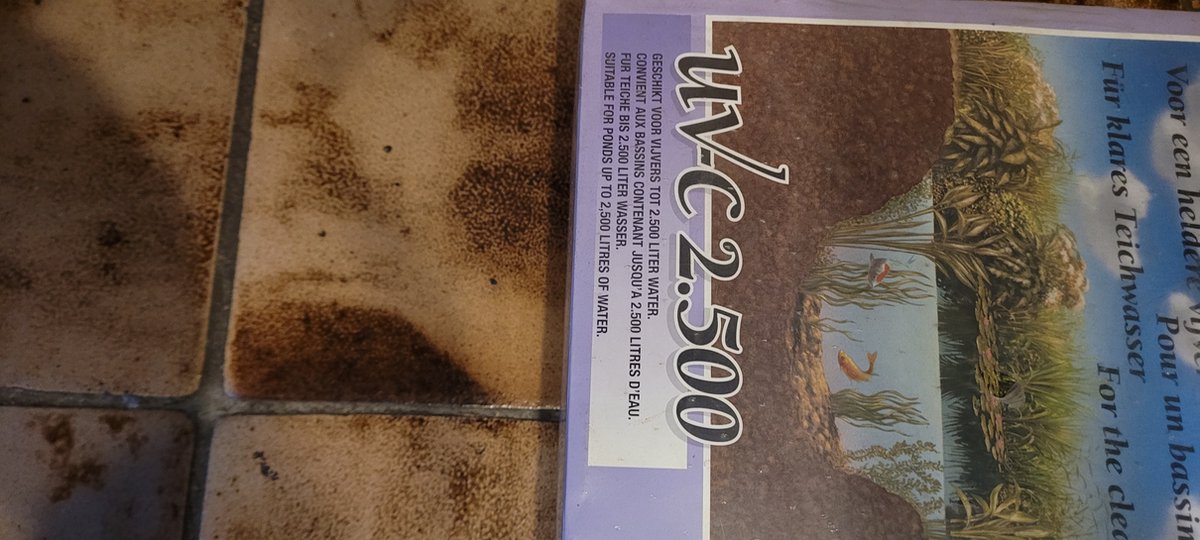 Voor een heldere
Pour un bassin
Für klares Teichwasser
For the
UV-C 2.500
GESCHIKT VOOR VIJVERS TOT 2.500 LITER WATER.
CONVIENT AUX BASSINS CONTENANT JUSQU'A 2.500 LITRES D'EAU.
FUR TEICHE BIS 2.500 LITER WASSER.
SUITABLE FOR PONDS UP TO 2,500 LITRES OF WATER.